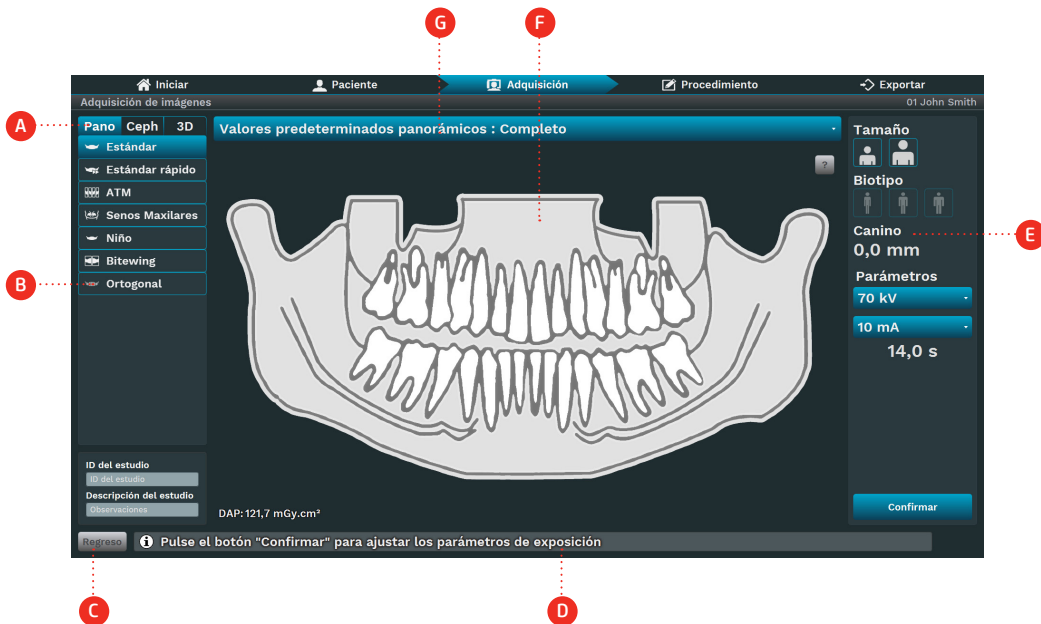 G F
Iniciar Paciente Adquisición Procedimiento Exportar
Adquisición de imágenes 01 John Smith
A
Pano Ceph 3D
Valores predeterminados panorámicos : Completo
Estándar
Estándar rápido
ATM
Senos Maxilares
Niño
Bitewing
B
Ortogonal
?
Tamaño
Biotipo
Canino
E
0,0 mm
Parámetros
70 kV
10 mA
14,0 s
ID del estudio
ID del estudio
Descripción del estudio
Observaciones
DAP: 121,7 mGy.cm²
Confirmar
Regreso
i Pulse el botón "Confirmar" para ajustar los parámetros de exposición
C D